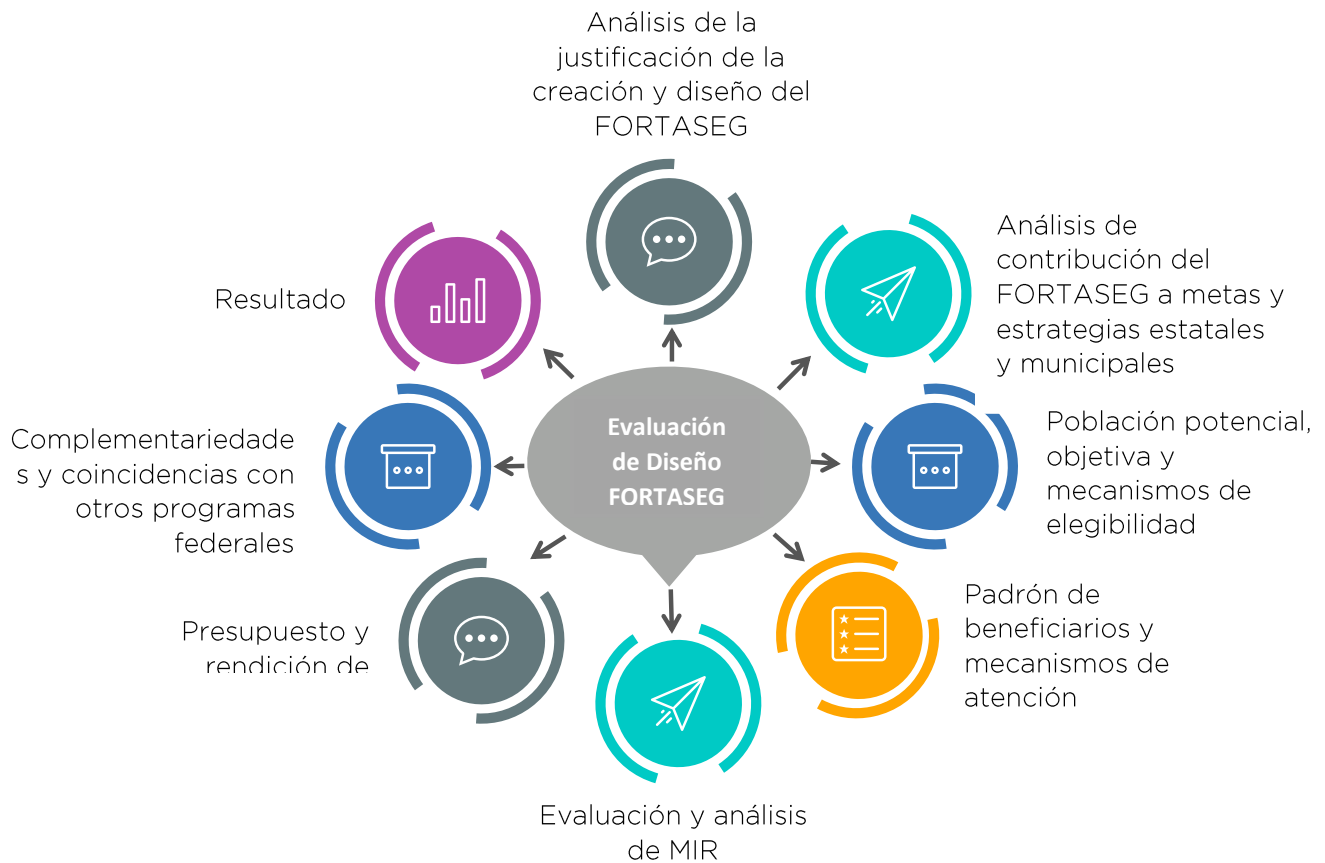 Análisis de la
justificación de la
creación y diseño del
FORTASEG
Análisis de
contribución del
FORTASEG a metas y
estrategias estatales
y municipales
Resultado
Evaluación
de Diseño
FORTASEG
Población potencial,
objetiva y
mecanismos de
elegibilidad
Complementariedade
s y coincidencias con
otros programas
federales
Padrón de
beneficiarios y
mecanismos de
atención
Presupuesto y
rendición de
Evaluación y análisis
de MIR